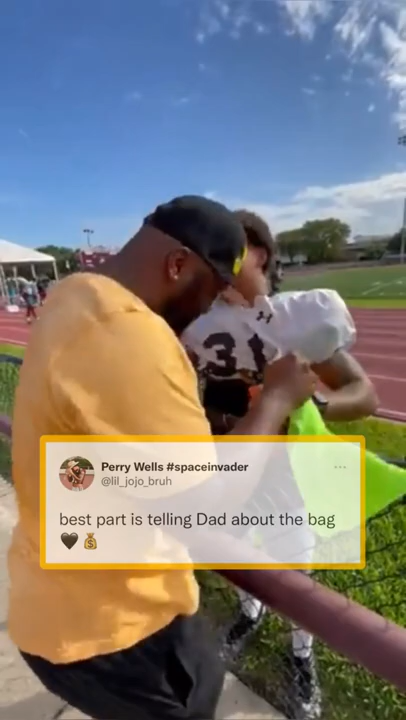 31
Perry Wells #spaceinvader
@lil_jojo_bruh
best part is telling Dad about the bag
🖤 💰